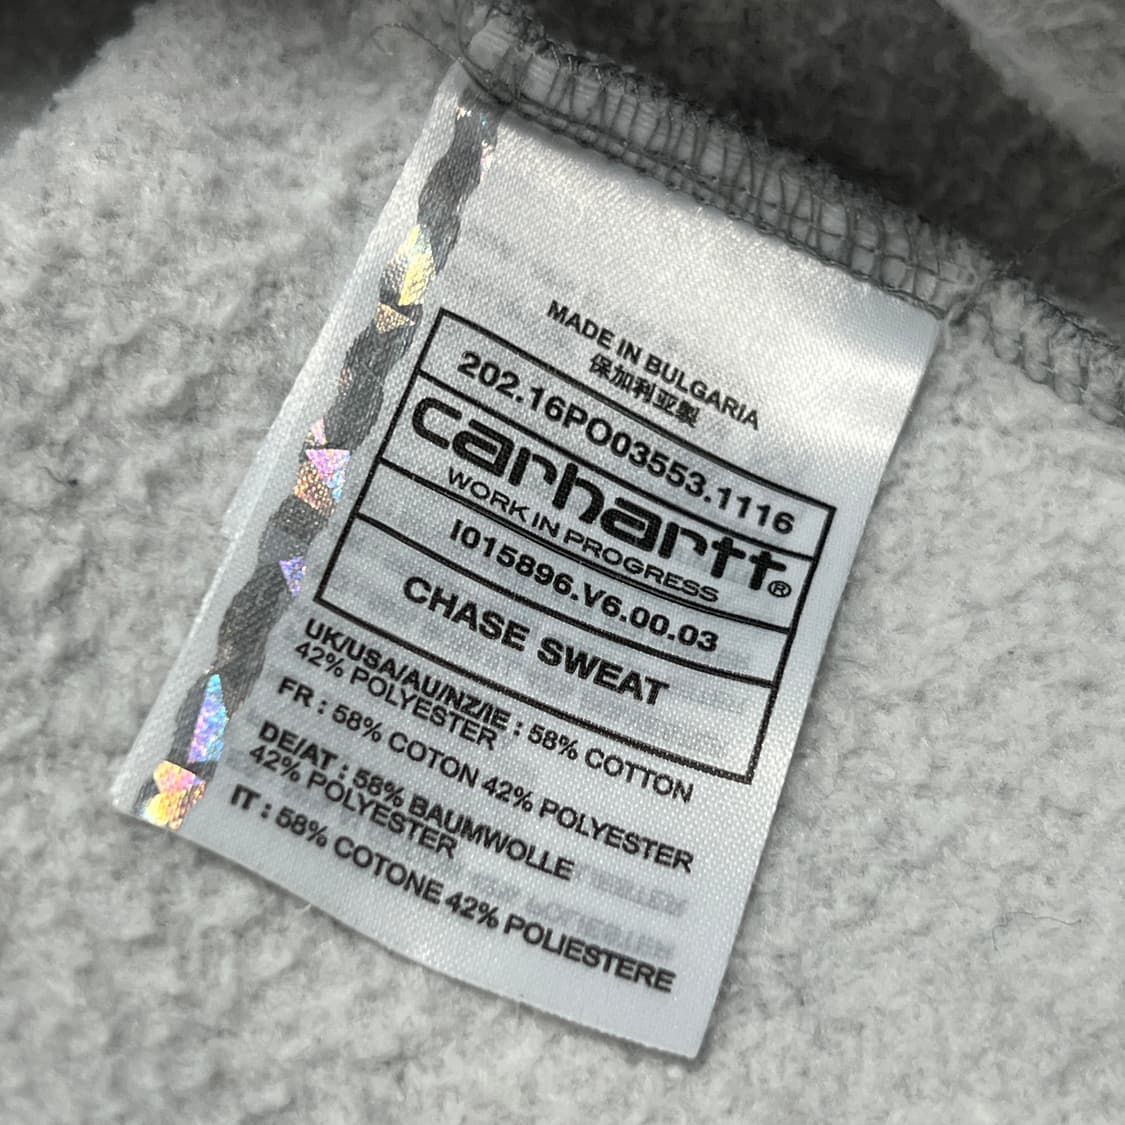 MADE IN BULGARIA
保加利亚製
202.16PO03553.1116
carhartt®
WORK IN PROGRESS
I015896.V6.00.03
CHASE SWEAT
UK/USA/AU/NZ/IE : 58% COTTON
42% POLYESTER
FR : 58% COTON 42% POLYESTER
DE/AT : 58% BAUMWOLLE
42% POLYESTER
IT : 58% COTONE 42% POLIESTERE